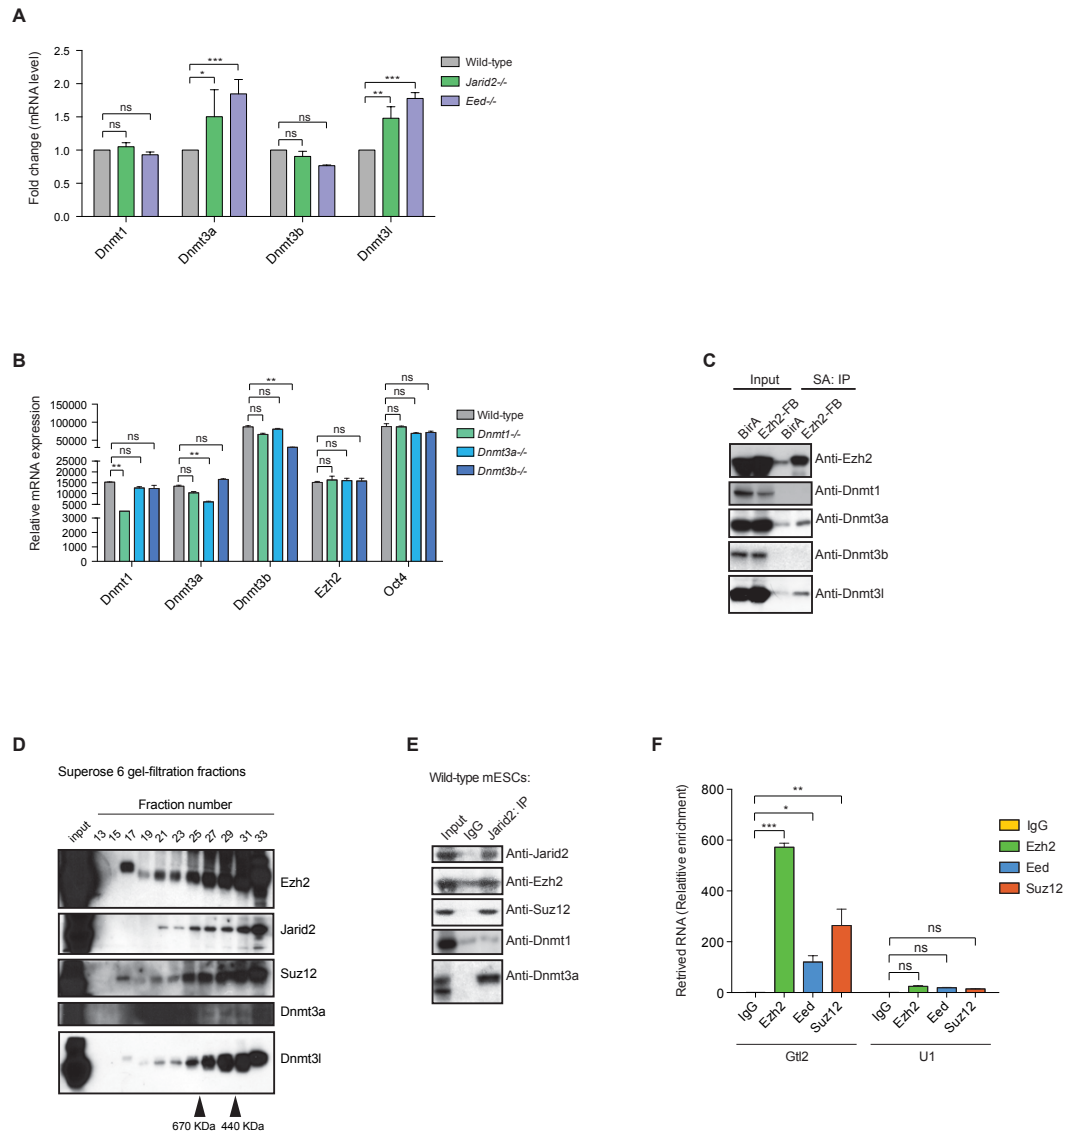 A
Fold change (mRNA level)
2.5
2.0
1.5
1.0
0.5
0.0
ns
ns
*
***
ns
ns
**
***
Dnmt1
Dnmt3a
Dnmt3b
Dnmt3l
Wild-type
Jarid2-/-
Eed-/-
B
Relative mRNA expression
150000
100000
50000
25000
20000
15000
10000
5000
3000
2000
1000
0
ns
ns
**
ns
**
ns
**
ns
ns
ns
ns
ns
ns
ns
ns
Dnmt1
Dnmt3a
Dnmt3b
Ezh2
Oct4
Wild-type
Dnmt1-/-
Dnmt3a-/-
Dnmt3b-/-
C
Input SA: IP
BirA Ezh2-FB BirA Ezh2-FB
Anti-Ezh2
Anti-Dnmt1
Anti-Dnmt3a
Anti-Dnmt3b
Anti-Dnmt3l
D
Superose 6 gel-filtration fractions
Fraction number
input 13 15 17 19 21 23 25 27 29 31 33
Ezh2
Jarid2
Suz12
Dnmt3a
Dnmt3l
670 KDa 440 KDa
E
Wild-type mESCs:
Input IgG Jarid2: IP
Anti-Jarid2
Anti-Ezh2
Anti-Suz12
Anti-Dnmt1
Anti-Dnmt3a
F
Retrived RNA (Relatitive enrichment)
800
600
400
200
0
**
*
***
ns
ns
ns
IgG Ezh2 Eed Suz12 IgG Ezh2 Eed Suz12
Gtl2 U1
IgG
Ezh2
Eed
Suz12